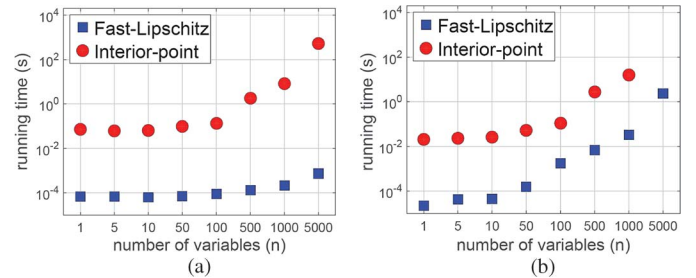 10^4
10^2
10^0
10^-2
10^-4
running time (s)
Fast-Lipschitz
Interior-point
1 5 10 50 100 500 1000 5000
number of variables (n)
(a)
10^4
10^2
10^0
10^-2
10^-4
running time (s)
Fast-Lipschitz
Interior-point
1 5 10 50 100 500 1000 5000
number of variables (n)
(b)